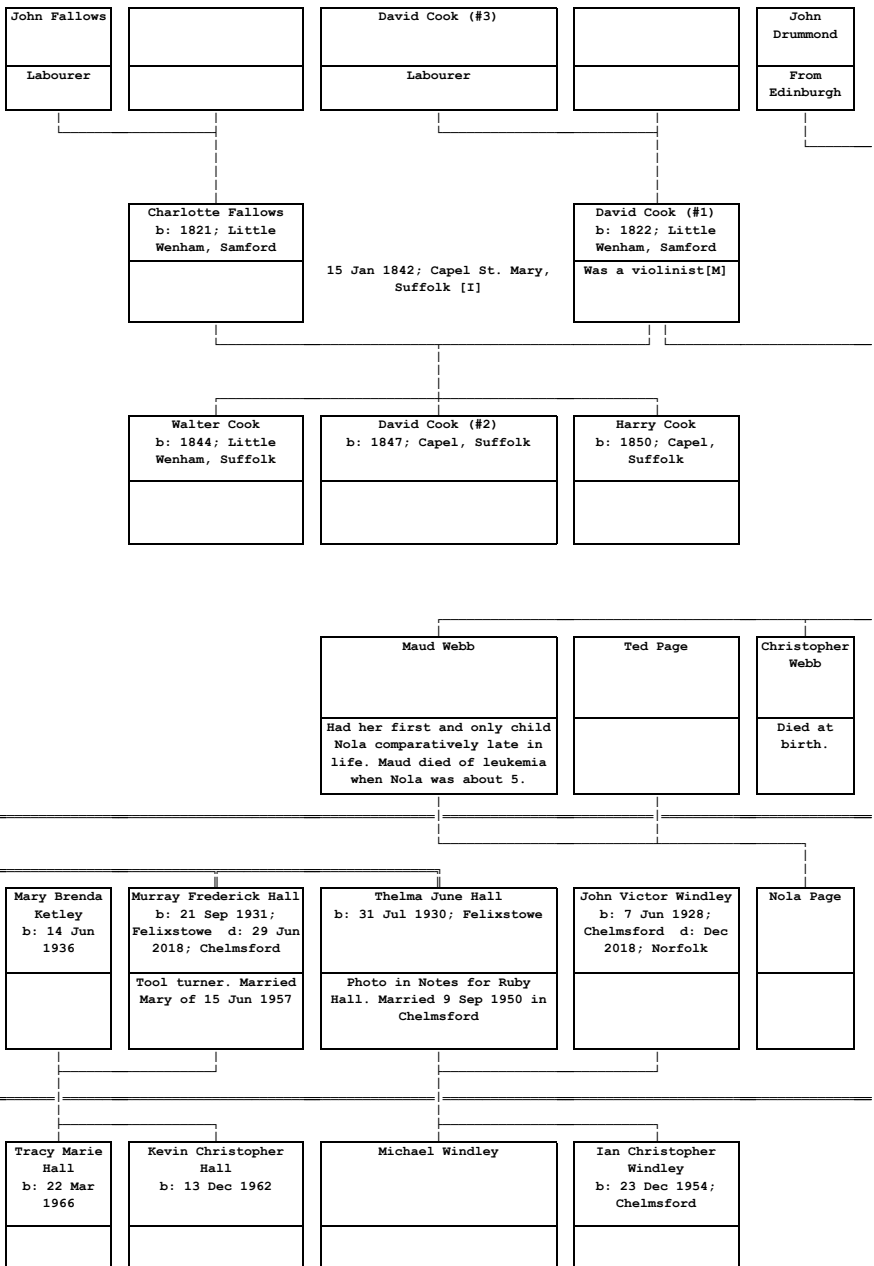 John Fallows
Labourer
David Cook (#3)
Labourer
John
Drummond
From
Edinburgh
Charlotte Fallows
b: 1821; Little
Wenham, Samford
15 Jan 1842; Capel St. Mary,
Suffolk [I]
David Cook (#1)
b: 1822; Little
Wenham, Samford
Was a violinist[M]
Walter Cook
b: 1844; Little
Wenham, Suffolk
David Cook (#2)
b: 1847; Capel, Suffolk
Harry Cook
b: 1850; Capel,
Suffolk
Maud Webb
Had her first and only child
Nola comparatively late in
life. Maud died of leukemia
when Nola was about 5.
Ted Page
Christopher
Webb
Died at
birth.
Mary Brenda
Ketley
b: 14 Jun
1936
Murray Frederick Hall
b: 21 Sep 1931;
Felixstowe  d: 29 Jun
2018; Chelmsford
Tool turner. Married
Mary of 15 Jun 1957
Thelma June Hall
b: 31 Jul 1930; Felixstowe
Photo in Notes for Ruby
Hall. Married 9 Sep 1950 in
Chelmsford
John Victor Windley
b: 7 Jun 1928;
Chelmsford  d: Dec
2018; Norfolk
Nola Page
Tracy Marie
Hall
b: 22 Mar
1966
Kevin Christopher
Hall
b: 13 Dec 1962
Michael Windley
Ian Christopher
Windley
b: 23 Dec 1954;
Chelmsford